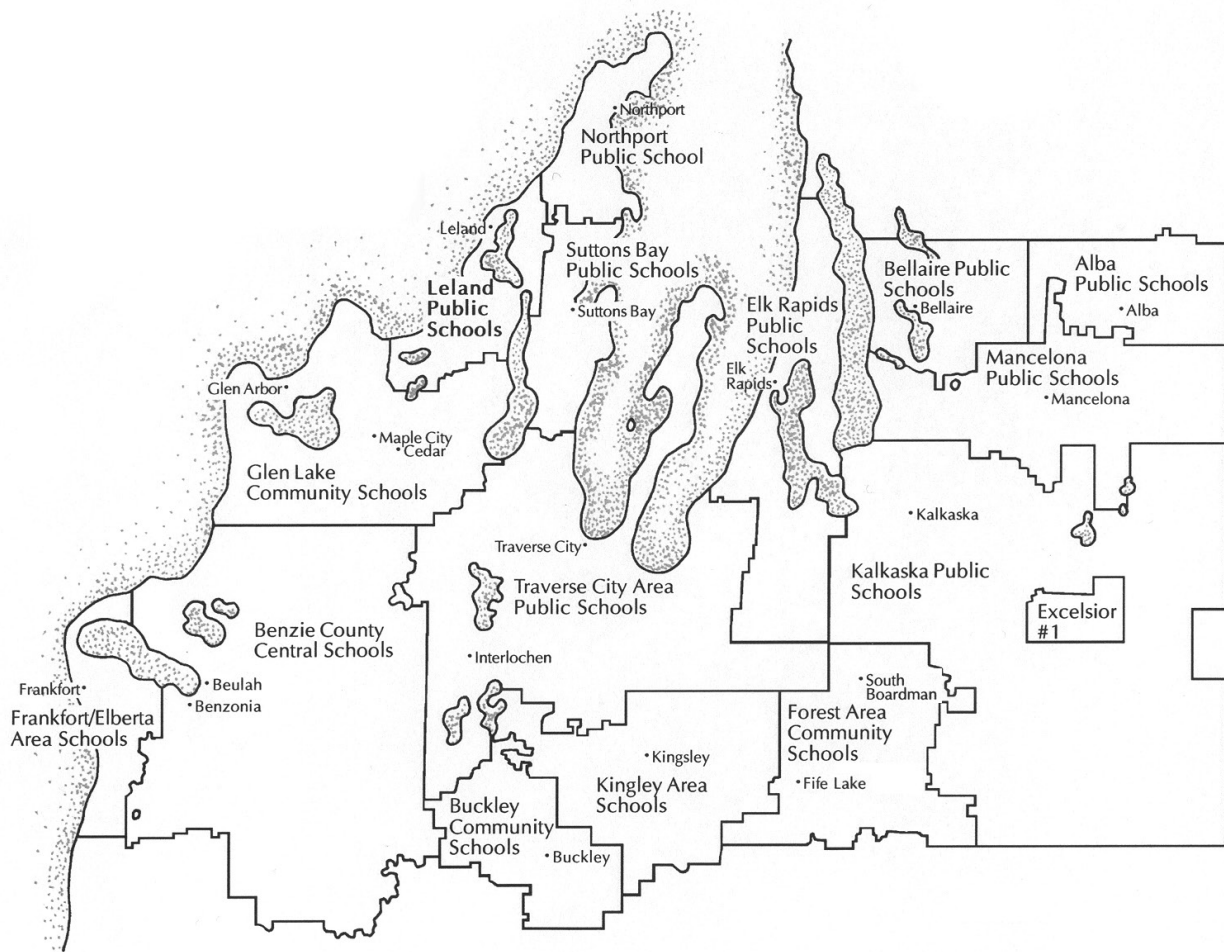 Northport
Northport
Public School
Leland
Suttons Bay
Public Schools
Leland
Public
Schools
Suttons Bay
Bellaire Public
Schools
Bellaire
Alba
Public Schools
Alba
Elk Rapids
Public
Schools
Elk
Rapids
Mancelona
Public Schools
Mancelona
Glen Arbor
Maple City
Cedar
Glen Lake
Community Schools
Kalkaska
Traverse City
Traverse City Area
Public Schools
Kalkaska Public
Schools
Excelsior
#1
Benzie County
Central Schools
Interlochen
Beulah
Benzonia
Frankfort
Frankfort/Elberta
Area Schools
South
Boardman
Forest Area
Community
Schools
Fife Lake
Kingsley
Kingley Area
Schools
Buckley
Community
Schools
Buckley